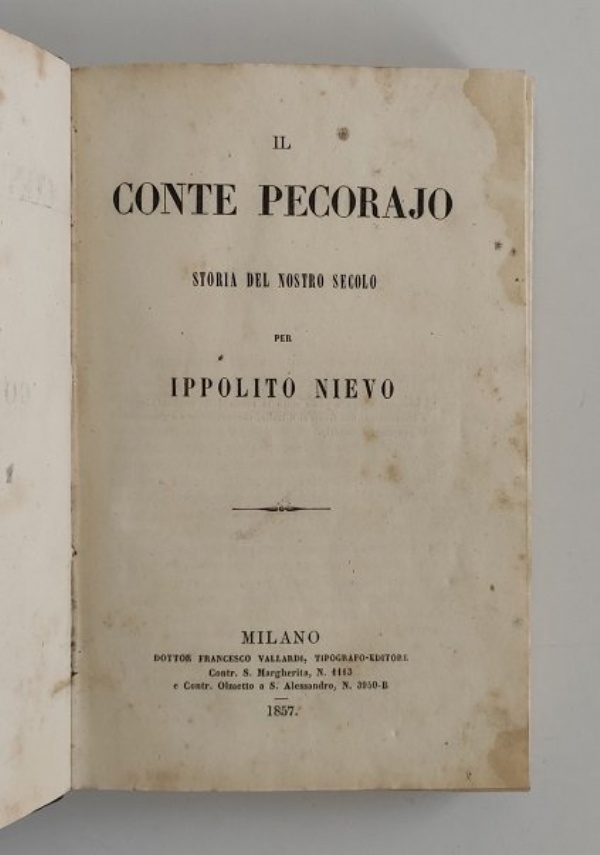 IL
CONTE PECORAJO
STORIA DEL NOSTRO SECOLO
PER
IPPOLITO NIEVO
MILANO
DOTTOR FRANCESCO VALLARDI, TIPOGRAFO-EDITORE
Contr. S. Margherita, N. 1113
e Contr. Olmetto a S. Alessandro, N. 3950-B
1857.